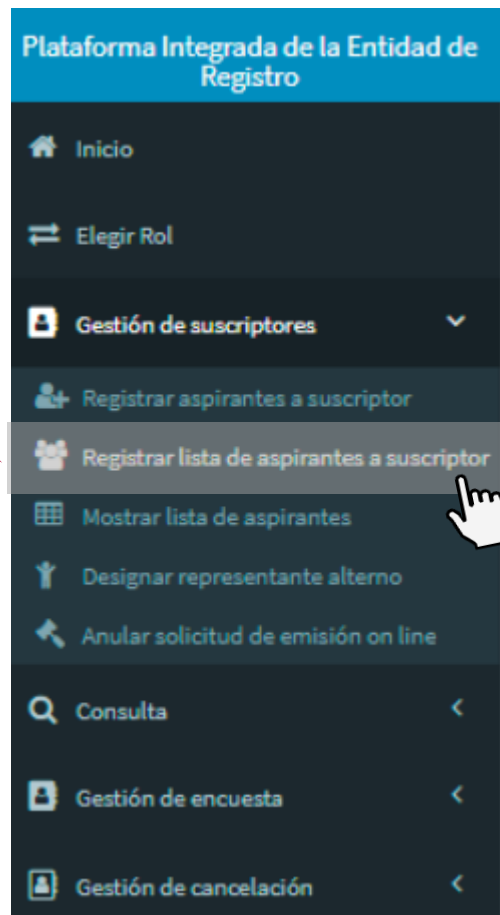 Plataforma Integrada de la Entidad de
Registro
Inicio
Elegir Rol
Gestión de suscriptores
Registrar aspirantes a suscriptor
Registrar lista de aspirantes a suscriptor
Mostrar lista de aspirantes
Designar representante alterno
Anular solicitud de emisión on line
Consulta
Gestión de encuesta
Gestión de cancelación